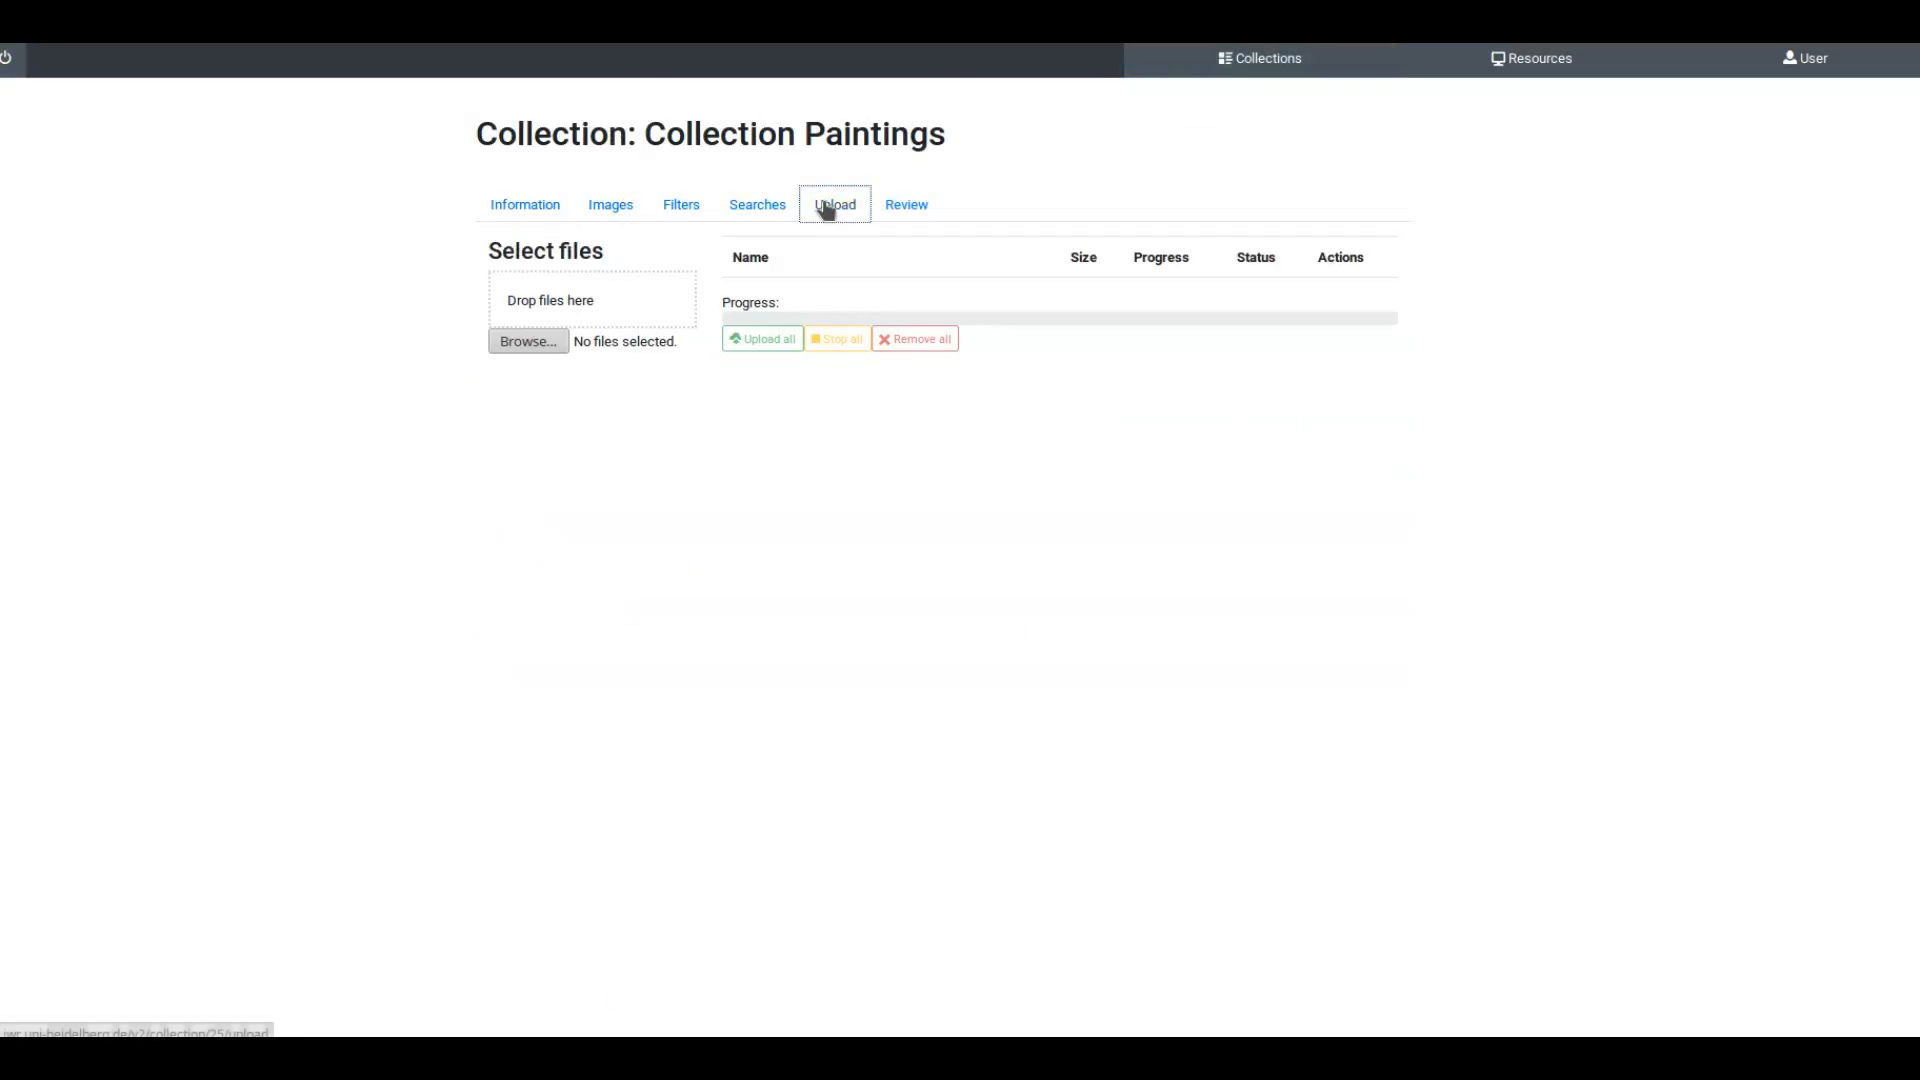 Collections Resources User
Collection: Collection Paintings
Information Images Filters Searches Upload Review
Select files
Name Size Progress Status Actions
Drop files here
Progress:
Browse... No files selected.
Upload all Stop all Remove all
iwr.uni-heidelberg.de/v2/collection/25/upload